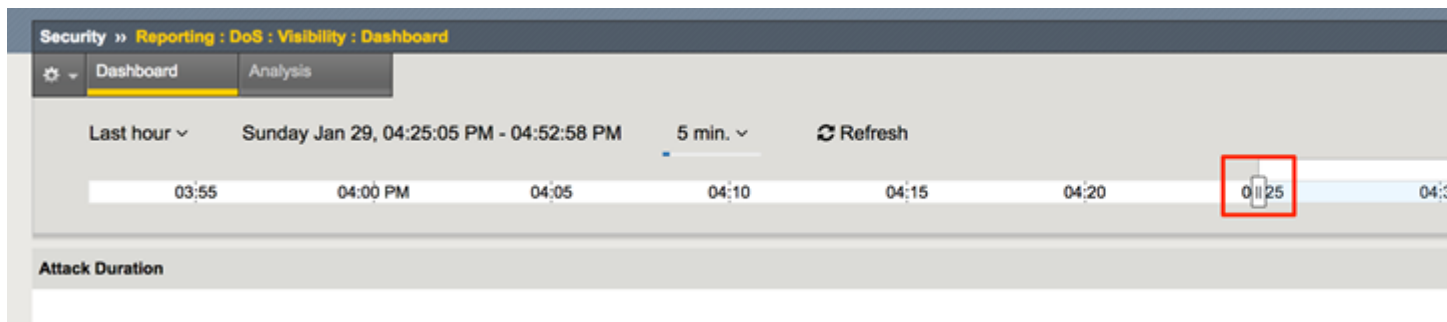 Security » Reporting : DoS : Visibility : Dashboard
Dashboard Analysis
Last hour Sunday Jan 29, 04:25:05 PM - 04:52:58 PM 5 min. Refresh
03:55 04:00 PM 04:05 04:10 04:15 04:20
Attack Duration